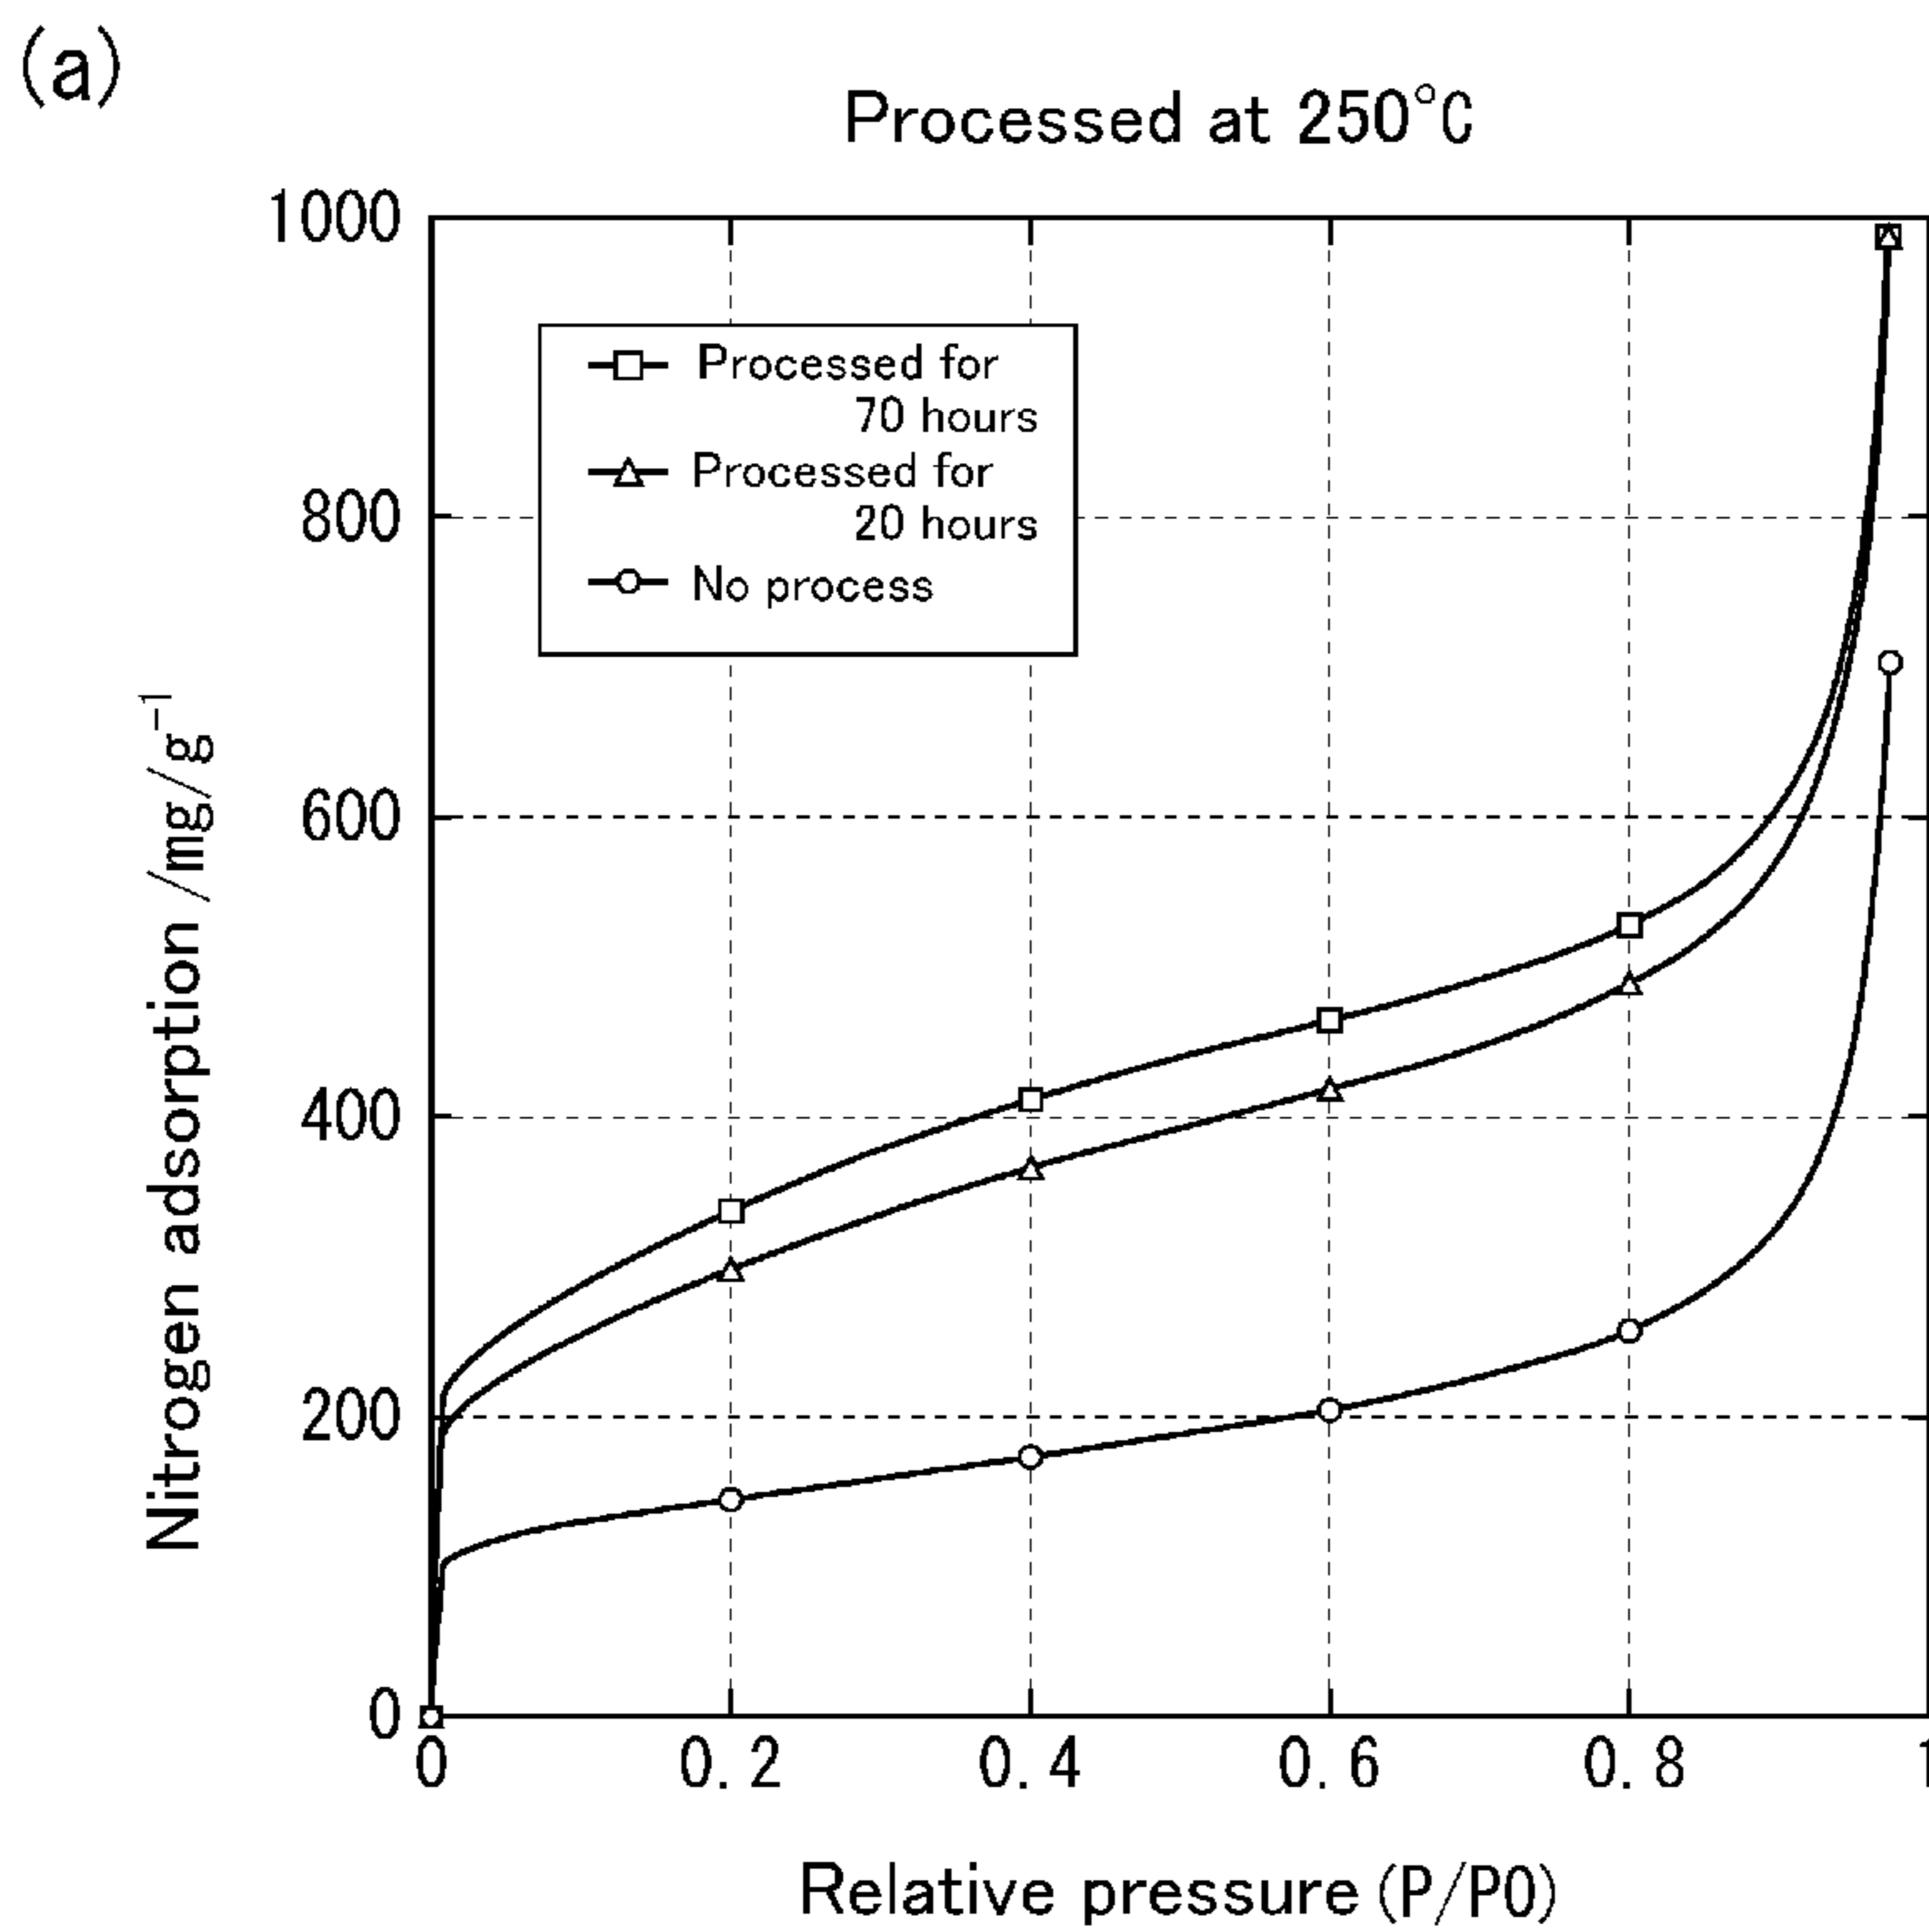 (a)
Processed at 250°C
1000
800
600
400
200
0
Processed for
70 hours
Processed for
20 hours
No process
Nitrogen adsorption /mg/g⁻¹
0 0.2 0.4 0.6 0.8 1
Relative pressure (P/P0)